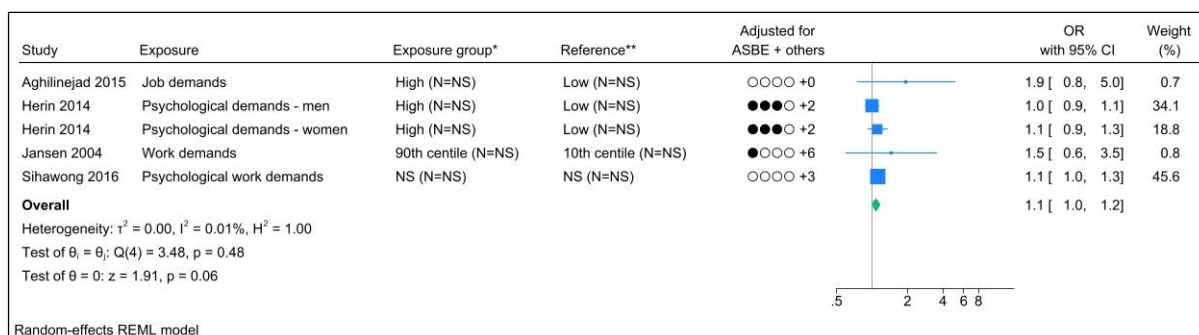 Adjusted for OR Weight
Study Exposure Exposure group* Reference** ASBE + others with 95% CI (%)
Aghilinejad 2015 Job demands High (N=NS) Low (N=NS) ○○○○ +0 1.9 [ 0.8, 5.0] 0.7
Herin 2014 Psychological demands - men High (N=NS) Low (N=NS) ●●●○ +2 1.0 [ 0.9, 1.1] 34.1
Herin 2014 Psychological demands - women High (N=NS) Low (N=NS) ●●●○ +2 1.1 [ 0.9, 1.3] 18.8
Jansen 2004 Work demands 90th centile (N=NS) 10th centile (N=NS) ●○○○ +6 1.5 [ 0.6, 3.5] 0.8
Sihawong 2016 Psychological work demands NS (N=NS) NS (N=NS) ○○○○ +3 1.1 [ 1.0, 1.3] 45.6
Overall 1.1 [ 1.0, 1.2]
Heterogeneity: τ² = 0.00, I² = 0.01%, H² = 1.00
Test of θᵢ = θⱼ: Q(4) = 3.48, p = 0.48
Test of θ = 0: z = 1.91, p = 0.06
.5 2 4 6 8
Random-effects REML model